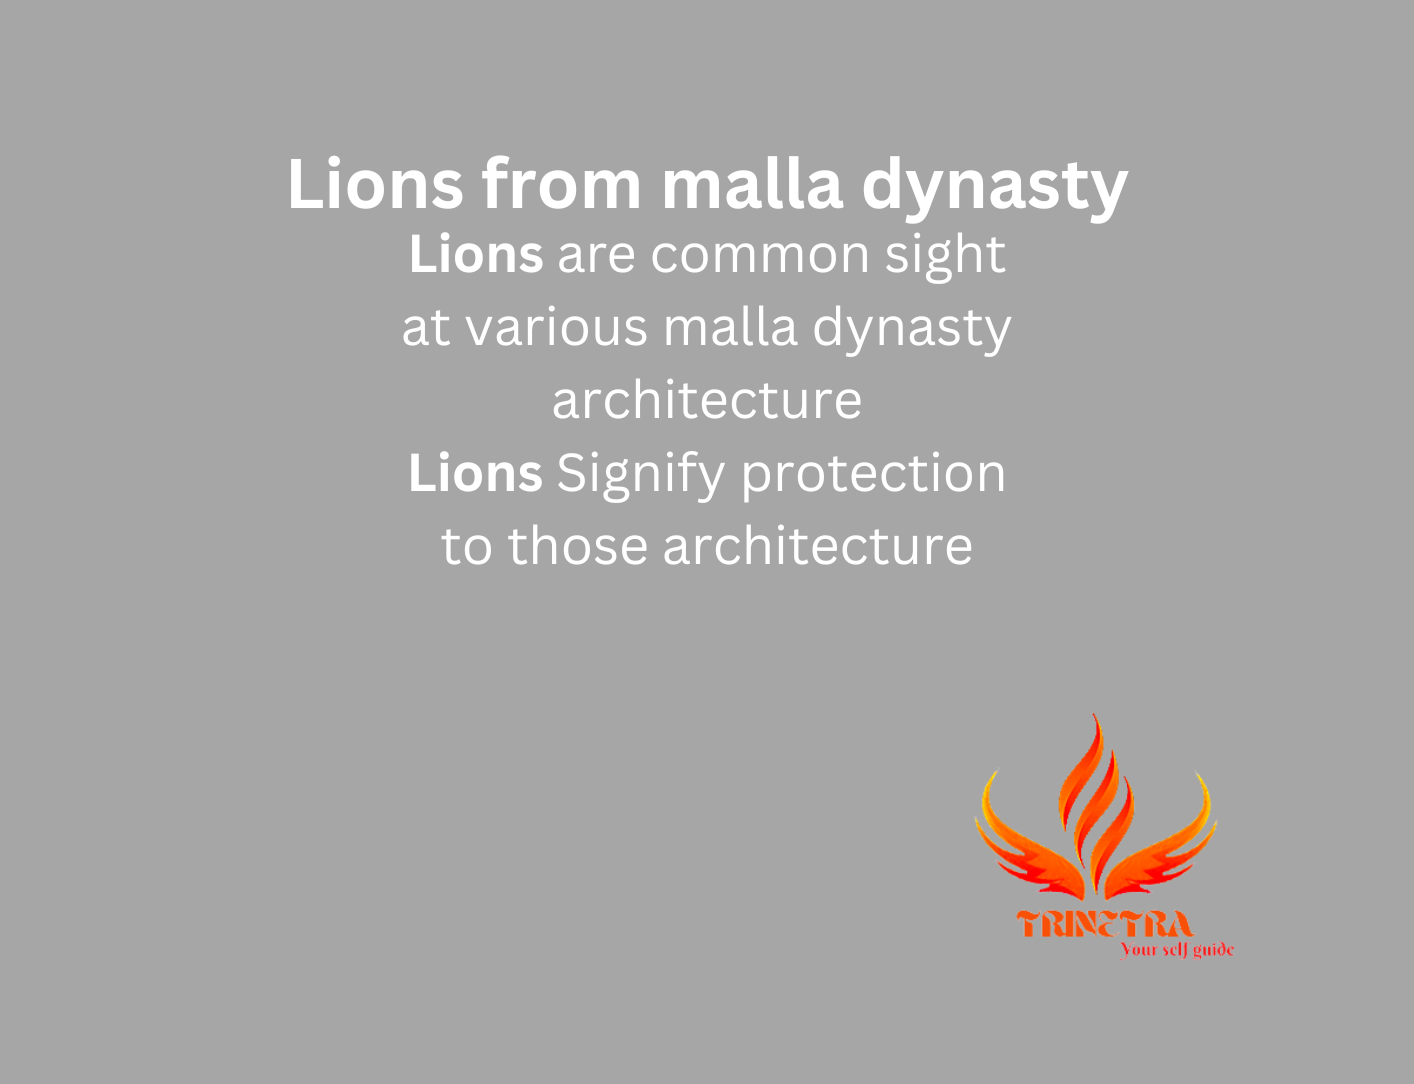 Lions from malla dynasty
Lions are common sight
at various malla dynasty
architecture
Lions Signify protection
to those architecture
TRINETRA
Your self guide